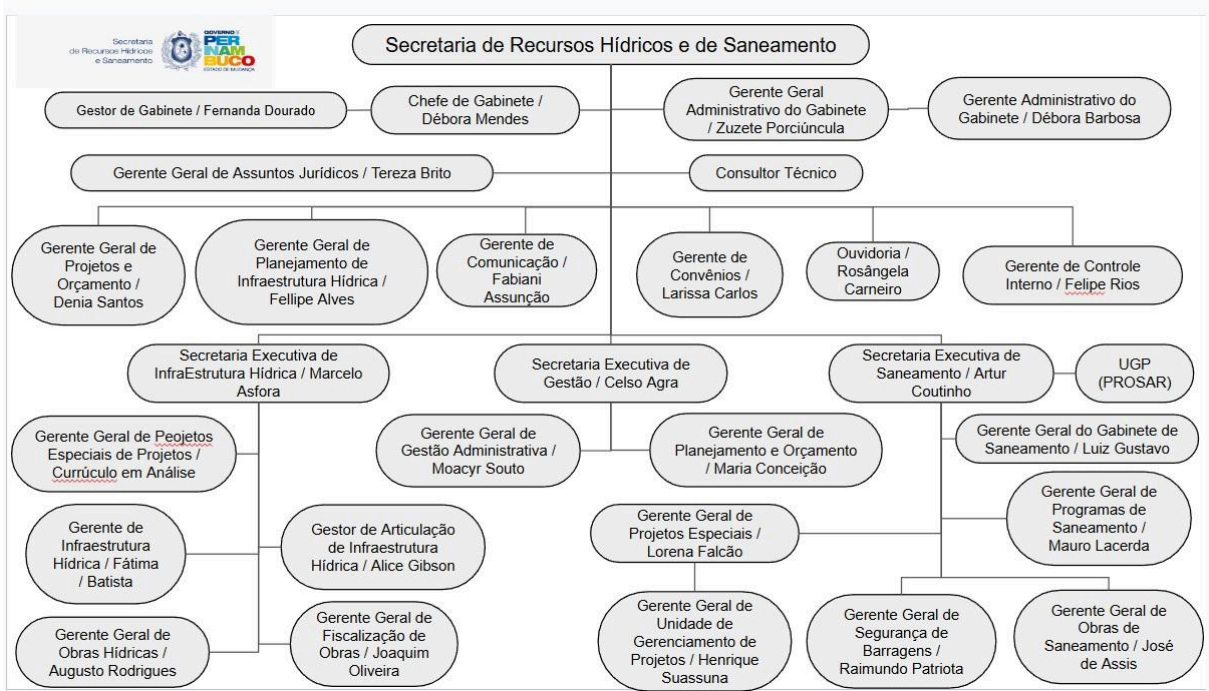 Secretaria
de Recursos Hídricos
e Saneamento
GOVERNO DE
PER
NAM
BUCO
ESTADO DE MUDANÇA
Secretaria de Recursos Hídricos e de Saneamento
Gestor de Gabinete / Fernanda Dourado
Chefe de Gabinete /
Débora Mendes
Gerente Geral
Administrativo do Gabinete
/ Zuzete Porciúncula
Gerente Administrativo do
Gabinete / Débora Barbosa
Gerente Geral de Assuntos Jurídicos / Tereza Brito
Consultor Técnico
Gerente Geral de
Projetos e
Orçamento /
Denia Santos
Gerente Geral de
Planejamento de
Infraestrutura Hídrica /
Fellipe Alves
Gerente de
Comunicação /
Fabiani
Assunção
Gerente de
Convênios /
Larissa Carlos
Ouvidoria /
Rosângela
Carneiro
Gerente de Controle
Interno / Felipe Rios
Secretaria Executiva de
InfraEstrutura Hídrica / Marcelo
Asfora
Secretaria Executiva de
Gestão / Celso Agra
Secretaria Executiva de
Saneamento / Artur
Coutinho
UGP
(PROSAR)
Gerente Geral de Peojetos
Especiais de Projetos /
Currúculo em Análise
Gerente Geral de
Gestão Administrativa /
Moacyr Souto
Gerente Geral de
Planejamento e Orçamento
/ Maria Conceição
Gerente Geral do Gabinete de
Saneamento / Luiz Gustavo
Gerente de
Infraestrutura
Hídrica / Fátima
/ Batista
Gestor de Articulação
de Infraestrutura
Hídrica / Alice Gibson
Gerente Geral de
Projetos Especiais /
Lorena Falcão
Gerente Geral de
Programas de
Saneamento /
Mauro Lacerda
Gerente Geral de
Obras Hídricas /
Augusto Rodrigues
Gerente Geral de
Fiscalização de
Obras / Joaquim
Oliveira
Gerente Geral de
Unidade de
Gerenciamento de
Projetos / Henrique
Suassuna
Gerente Geral de
Segurança de
Barragens /
Raimundo Patriota
Gerente Geral de
Obras de
Saneamento / José
de Assis